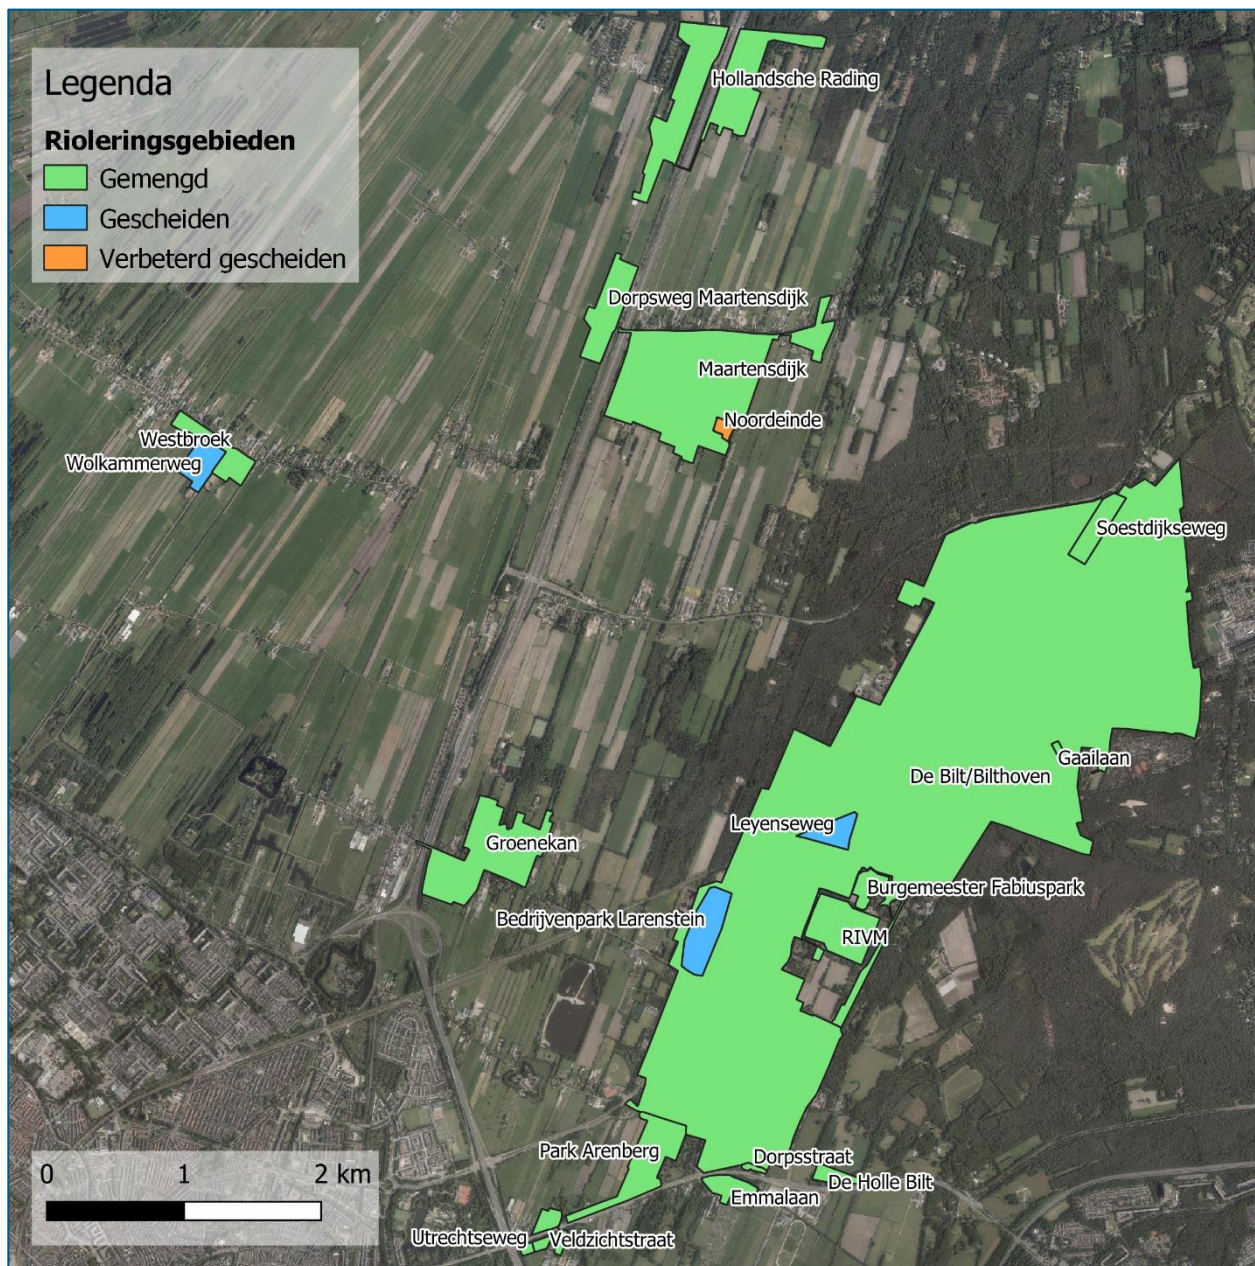 Legenda
Rioleringsgebieden
Gemengd
Gescheiden
Verbeterd gescheiden
Hollandsche Rading
Dorpsweg Maartensdijk
Maartensdijk
Noordeinde
Westbroek
Wolkammerweg
Soestdijkseweg
Gaailaan
De Bilt/Bilthoven
Leyenseweg
Groenekan
Burgemeester Fabiuspark
Bedrijvenpark Larenstein
RIVM
Park Arenberg
Dorpsstraat
De Holle Bilt
Emmalaan
Utrechtseweg
Veldzichtstraat
0 1 2 km